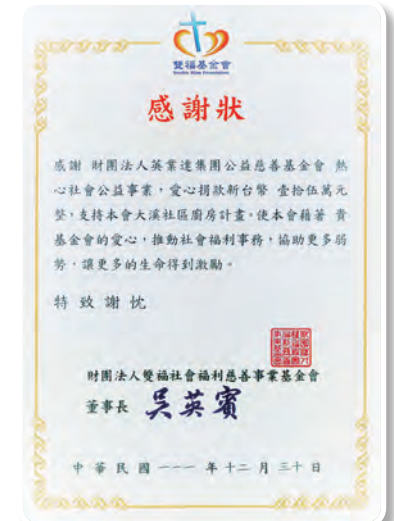 雙福基金會
感謝狀
感謝 財團法人英業達集團公益慈善基金會 熱
心社會公益事業，愛心捐款新台幣 壹拾伍萬元
整，支持本會大溪社區廚房計畫。使本會藉著 貴
基金會的愛心，推動社會福利事務，協助更多弱
勢，讓更多的生命得到激勵。
特致謝忱
財團法人雙福社會福利慈善事業基金會
董事長 吳英賓
中華民國一一一年十二月三十日